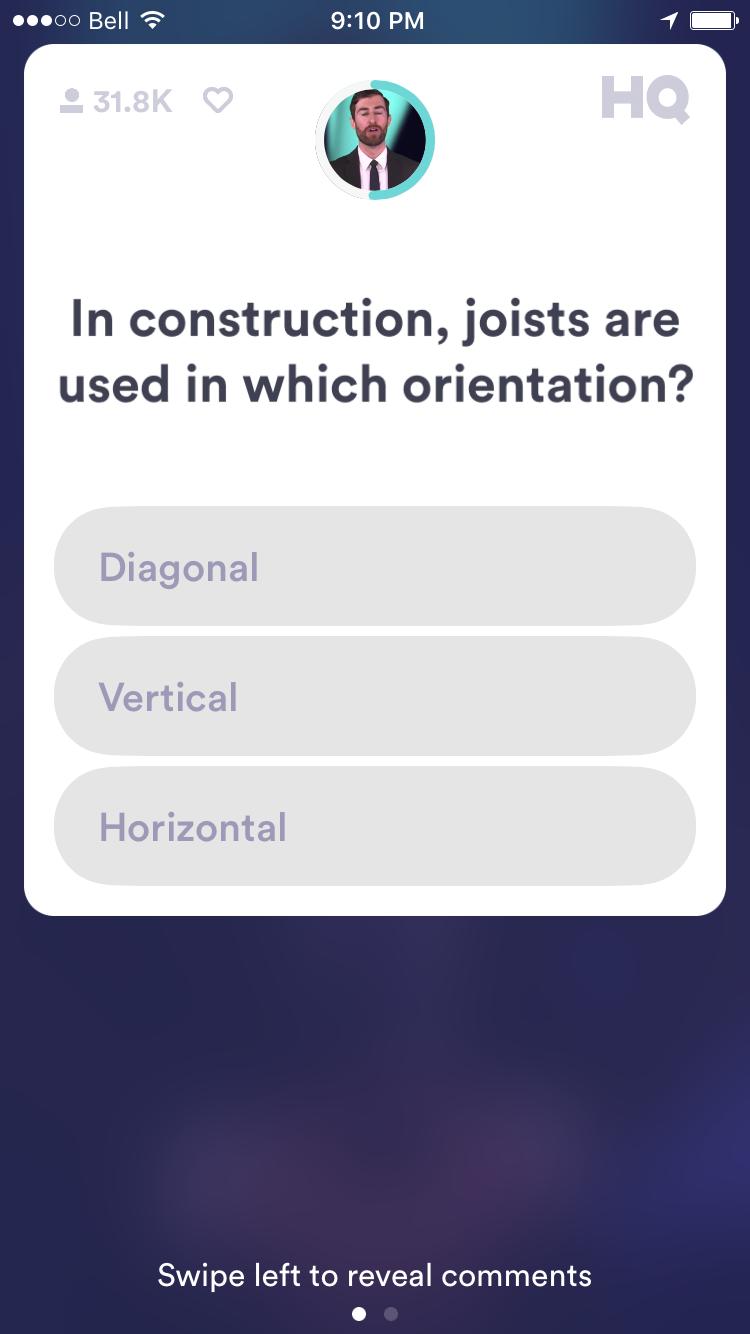 Bell 9:10 PM
31.8K HQ
In construction, joists are
used in which orientation?
Diagonal
Vertical
Horizontal
Swipe left to reveal comments